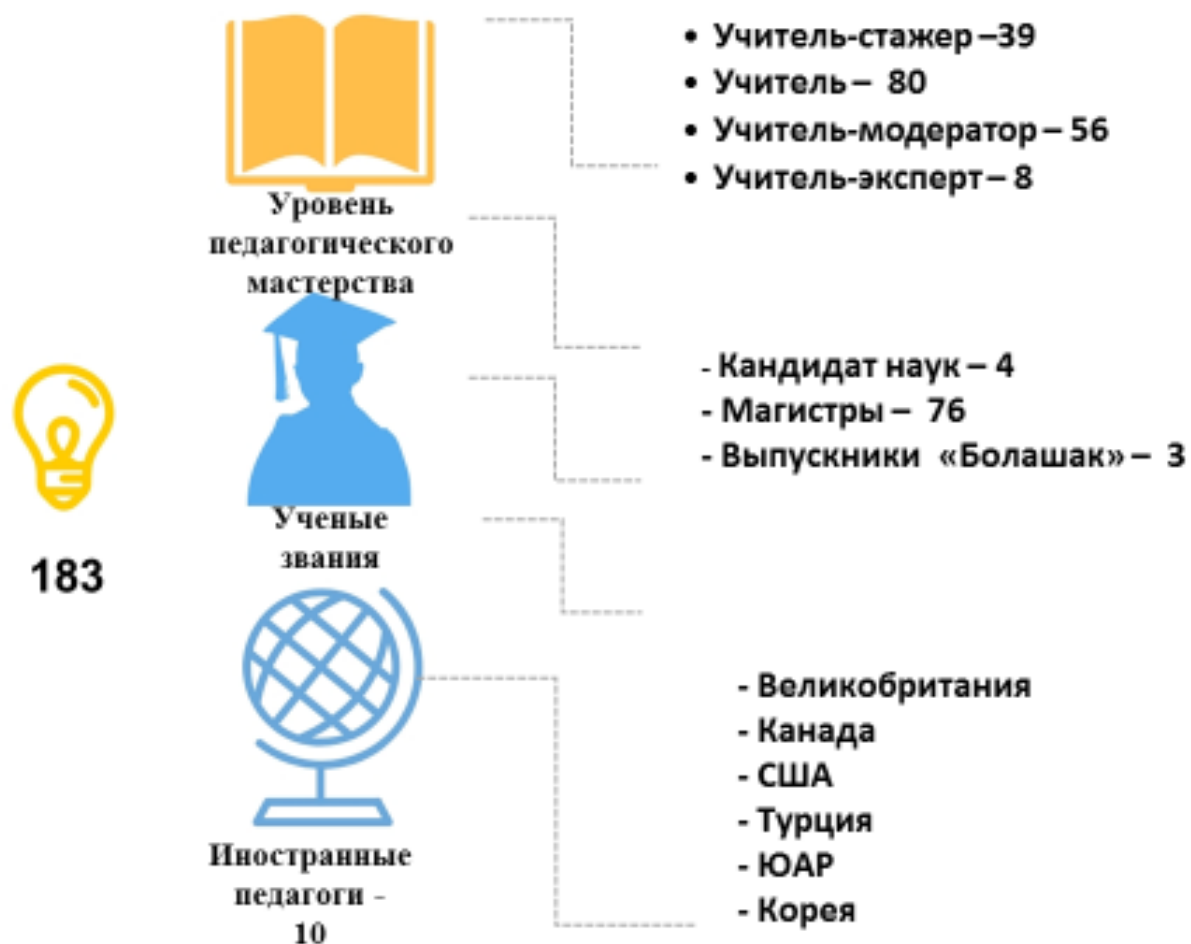 • Учитель-стажер –39
• Учитель – 80
• Учитель-модератор – 56
• Учитель-эксперт – 8
Уровень
педагогического
мастерства
- Кандидат наук – 4
- Магистры – 76
- Выпускники «Болашак» – 3
Ученые
звания
183
- Великобритания
- Канада
- США
- Турция
- ЮАР
- Корея
Иностранные
педагоги -
10